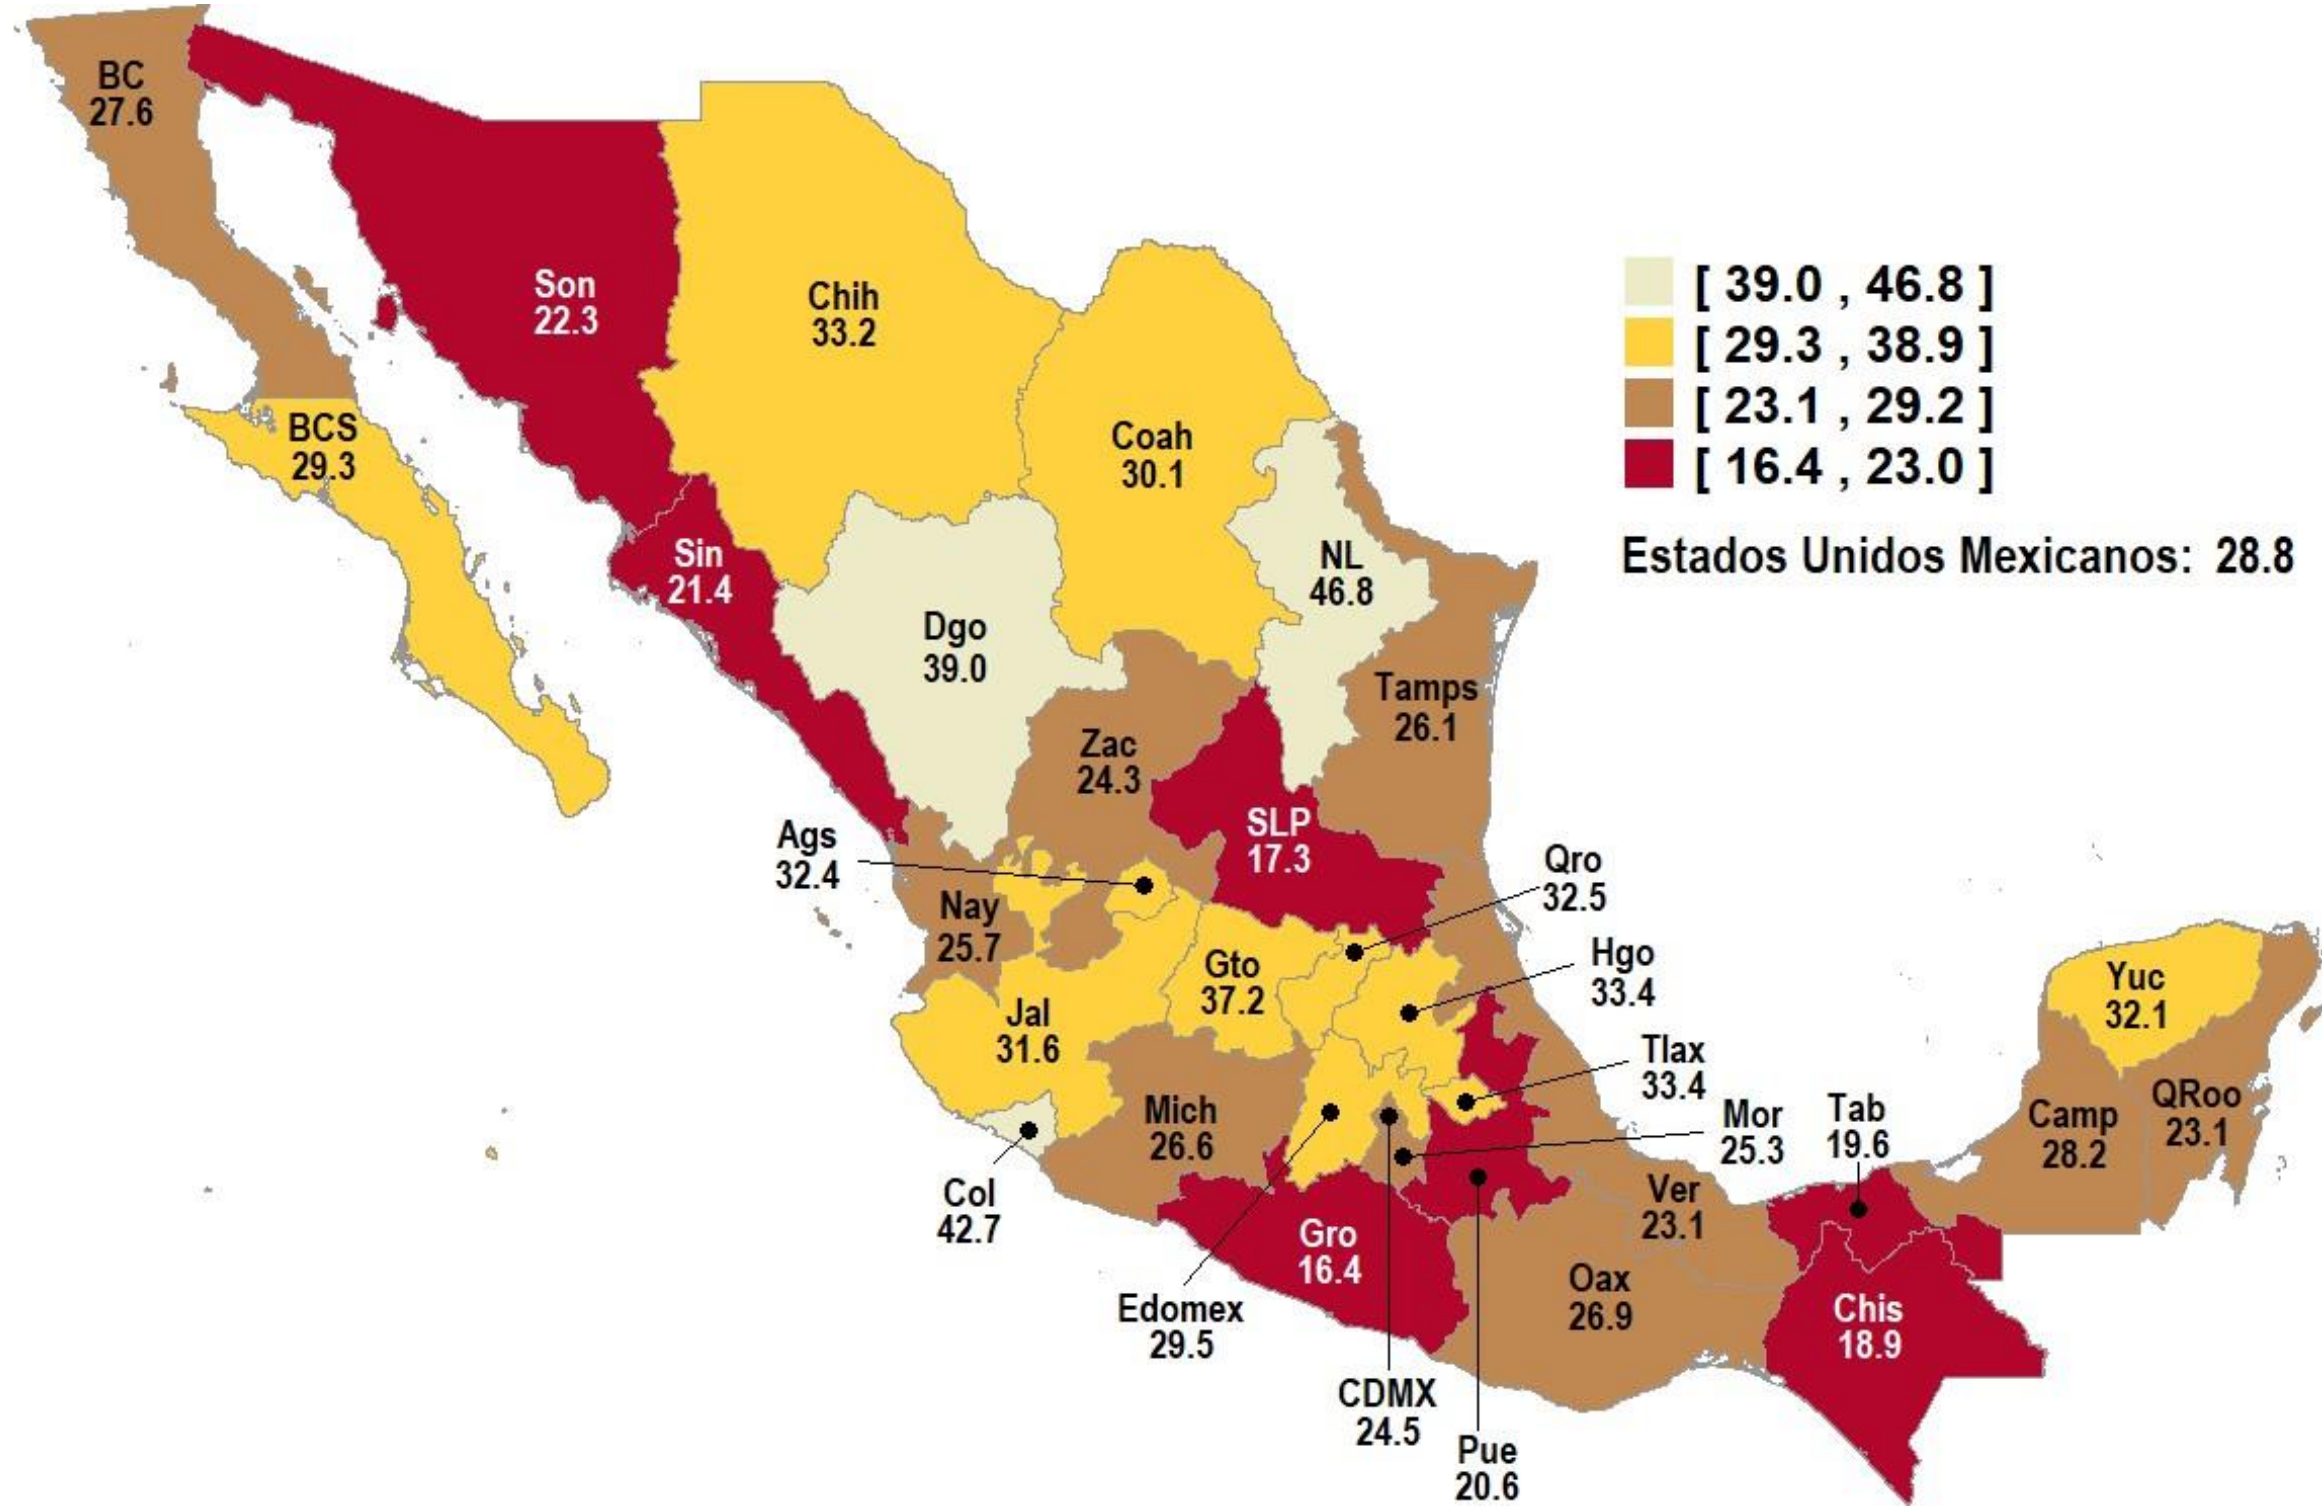 BC
27.6
Son
22.3
Chih
33.2
[ 39.0 , 46.8 ]
[ 29.3 , 38.9 ]
[ 23.1 , 29.2 ]
[ 16.4 , 23.0 ]
Estados Unidos Mexicanos: 28.8
BCS
29.3
Coah
30.1
Sin
21.4
NL
46.8
Dgo
39.0
Tamps
26.1
Zac
24.3
Ags
32.4
SLP
17.3
Qro
32.5
Nay
25.7
Gto
37.2
Hgo
33.4
Yuc
32.1
Jal
31.6
Tlax
33.4
Mich
26.6
Mor
25.3
Tab
19.6
Camp
28.2
QRoo
23.1
Col
42.7
Ver
23.1
Gro
16.4
Oax
26.9
Edomex
29.5
Chis
18.9
CDMX
24.5
Pue
20.6